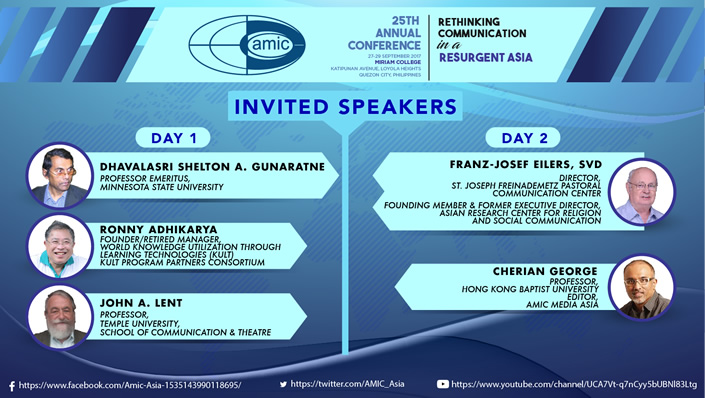 amic
25TH
ANNUAL
CONFERENCE
27-29 SEPTEMBER 2017
MIRIAM COLLEGE
KATIPUNAN AVENUE, LOYOLA HEIGHTS
QUEZON CITY, PHILIPPINES
RETHINKING
COMMUNICATION
in a
RESURGENT ASIA
INVITED SPEAKERS
DAY 1
DHAVALASRI SHELTON A. GUNARATNE
PROFESSOR EMERITUS,
MINNESOTA STATE UNIVERSITY
RONNY ADHIKARYA
FOUNDER/RETIRED MANAGER,
WORLD KNOWLEDGE UTILIZATION THROUGH
LEARNING TECHNOLOGIES (KULT)
KULT PROGRAM PARTNERS CONSORTIUM
JOHN A. LENT
PROFESSOR,
TEMPLE UNIVERSITY,
SCHOOL OF COMMUNICATION & THEATRE
DAY 2
FRANZ-JOSEF EILERS, SVD
DIRECTOR,
ST. JOSEPH FREINADEMETZ PASTORAL
COMMUNICATION CENTER
FOUNDING MEMBER & FORMER EXECUTIVE DIRECTOR,
ASIAN RESEARCH CENTER FOR RELIGION
AND SOCIAL COMMUNICATION
CHERIAN GEORGE
PROFESSOR,
HONG KONG BAPTIST UNIVERSITY
EDITOR,
AMIC MEDIA ASIA
https://www.facebook.com/Amic-Asia-1535143990118695/
https://twitter.com/AMIC_Asia
https://www.youtube.com/channel/UCA7Vt-q7nCyy5bUBNI83Ltg